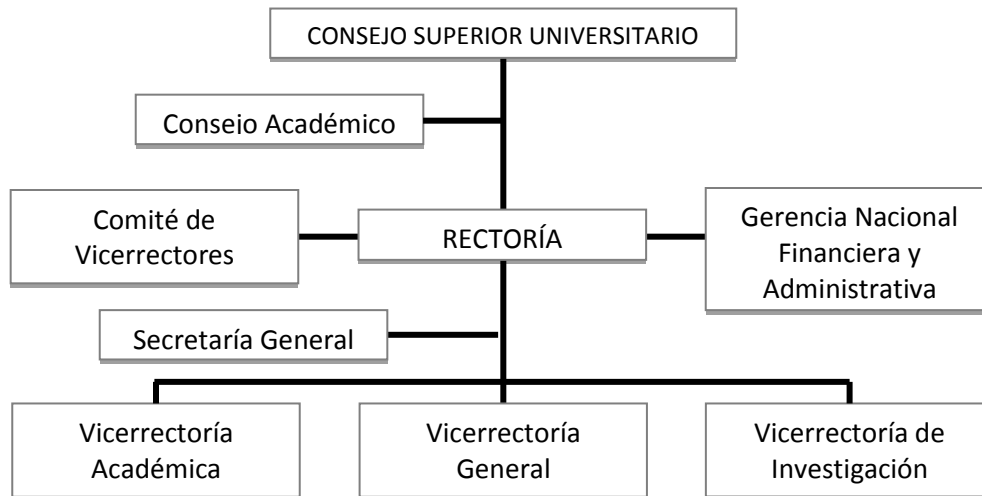 CONSEJO SUPERIOR UNIVERSITARIO
Consejo Académico
Comité de
Vicerrectores
RECTORÍA
Gerencia Nacional
Financiera y
Administrativa
Secretaría General
Vicerrectoría
Académica
Vicerrectoría
General
Vicerrectoría de
Investigación